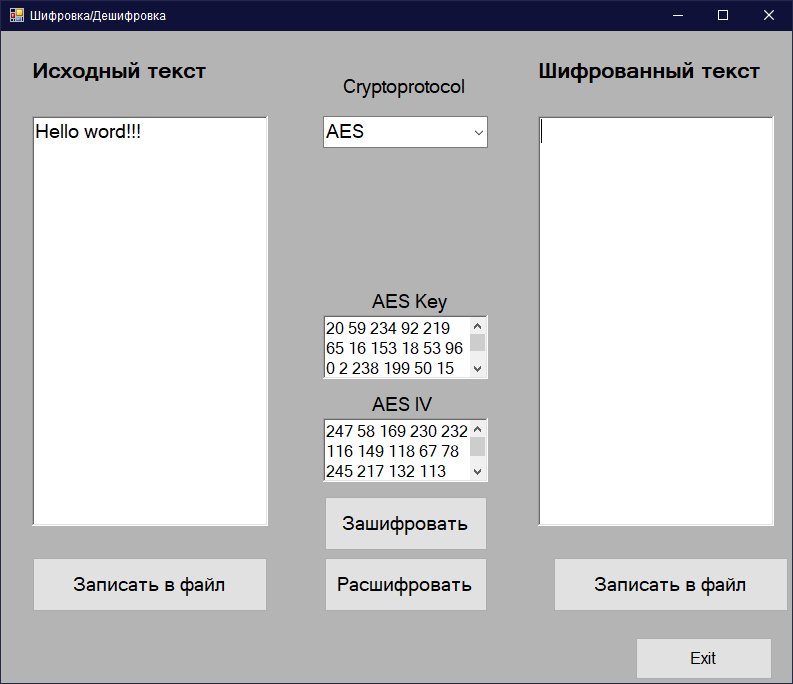 Шифровка/Дешифровка
Исходный текст
Cryptoprotocol
Шифрованный текст
Hello word!!!
AES
AES Key
20 59 234 92 219
65 16 153 18 53 96
0 2 238 199 50 15
AES IV
247 58 169 230 232
116 149 118 67 78
245 217 132 113
Зашифровать
Записать в файл
Расшифровать
Записать в файл
Exit